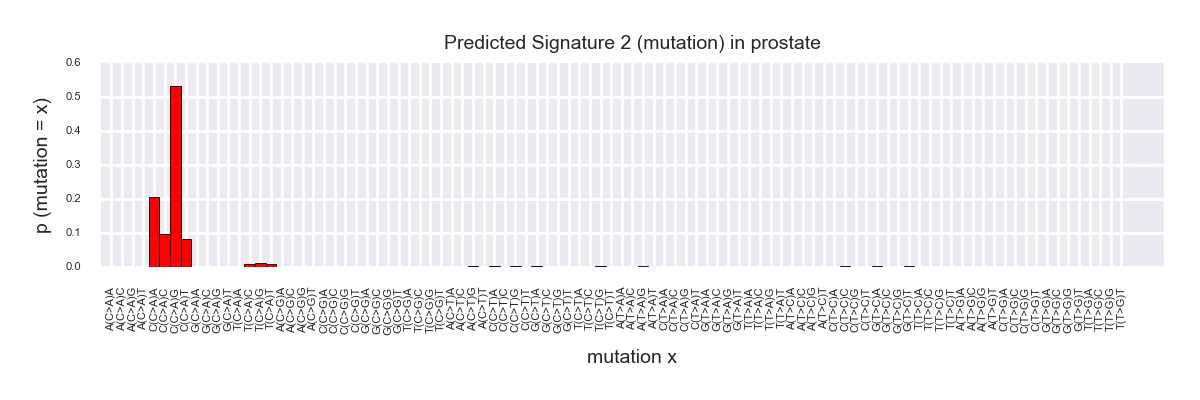 Predicted Signature 2 (mutation) in prostate
p (mutation = x)
0.6
0.5
0.4
0.3
0.2
0.1
0.0
A(C>A)A
A(C>A)C
A(C>A)G
A(C>A)T
C(C>A)A
C(C>A)C
C(C>A)G
C(C>A)T
G(C>A)A
G(C>A)C
G(C>A)G
G(C>A)T
T(C>A)A
T(C>A)C
T(C>A)G
T(C>A)T
A(C>G)A
A(C>G)C
A(C>G)G
A(C>G)T
C(C>G)A
C(C>G)C
C(C>G)G
C(C>G)T
G(C>G)A
G(C>G)C
G(C>G)G
G(C>G)T
T(C>G)A
T(C>G)C
T(C>G)G
T(C>G)T
A(C>T)A
A(C>T)C
A(C>T)G
A(C>T)T
C(C>T)A
C(C>T)C
C(C>T)G
C(C>T)T
G(C>T)A
G(C>T)C
G(C>T)G
G(C>T)T
T(C>T)A
T(C>T)C
T(C>T)G
T(C>T)T
A(T>A)A
A(T>A)C
A(T>A)G
A(T>A)T
C(T>A)A
C(T>A)C
C(T>A)G
C(T>A)T
G(T>A)A
G(T>A)C
G(T>A)G
G(T>A)T
T(T>A)A
T(T>A)C
T(T>A)G
T(T>A)T
A(T>C)A
A(T>C)C
A(T>C)G
A(T>C)T
C(T>C)A
C(T>C)C
C(T>C)G
C(T>C)T
G(T>C)A
G(T>C)C
G(T>C)G
G(T>C)T
T(T>C)A
T(T>C)C
T(T>C)G
T(T>C)T
A(T>G)A
A(T>G)C
A(T>G)G
A(T>G)T
C(T>G)A
C(T>G)C
C(T>G)G
C(T>G)T
G(T>G)A
G(T>G)C
G(T>G)G
G(T>G)T
T(T>G)A
T(T>G)C
T(T>G)G
T(T>G)T
mutation x